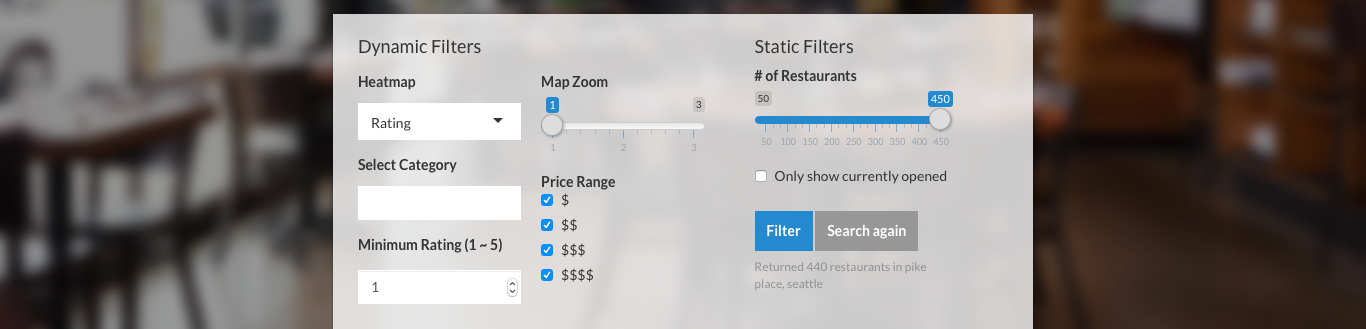 Dynamic Filters
Heatmap
Rating
Select Category
Minimum Rating (1 ~ 5)
1
Map Zoom
1 3
1 2 3
Price Range
$
$$
$$$
$$$$
Static Filters
# of Restaurants
50 450
50 100 150 200 250 300 350 400 450
Only show currently opened
Filter Search again
Returned 440 restaurants in pike
place, seattle